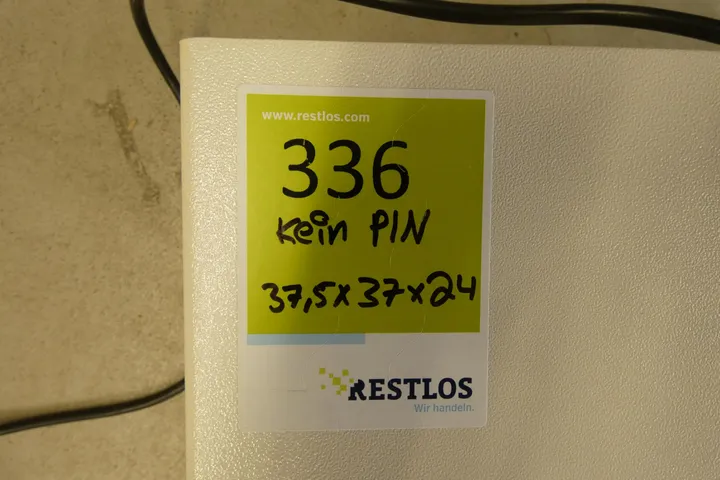 www.restlos.com
336
kein PIN
37,5x37x24
RESTLOS
Wir handeln.